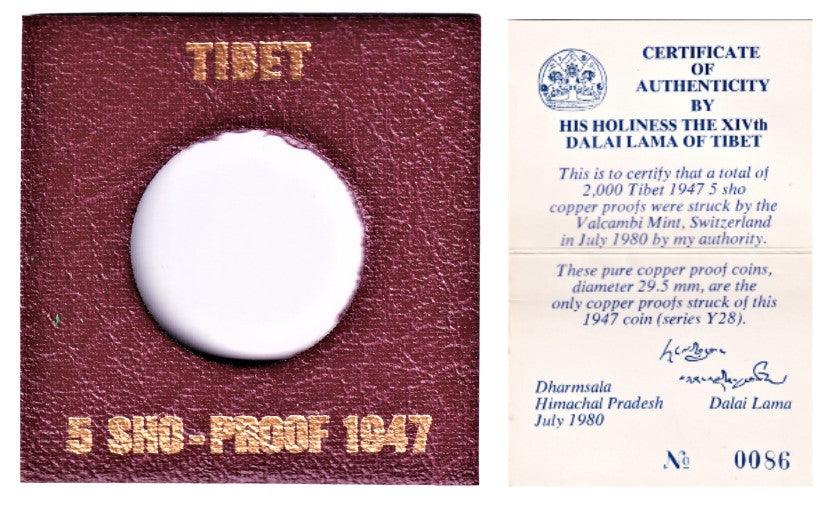 TIBET
5 SHO-PROOF 1947
CERTIFICATE
OF
AUTHENTICITY
BY
HIS HOLINESS THE XIVth
DALAI LAMA OF TIBET
This is to certify that a total of
2,000 Tibet 1947 5 sho
copper proofs were struck by the
Valcambi Mint, Switzerland
in July 1980 by my authority.
These pure copper proof coins,
diameter 29.5 mm, are the
only copper proofs struck of this
1947 coin (series Y28).
Dharmsala
Himachal Pradesh Dalai Lama
July 1980
№ 0086